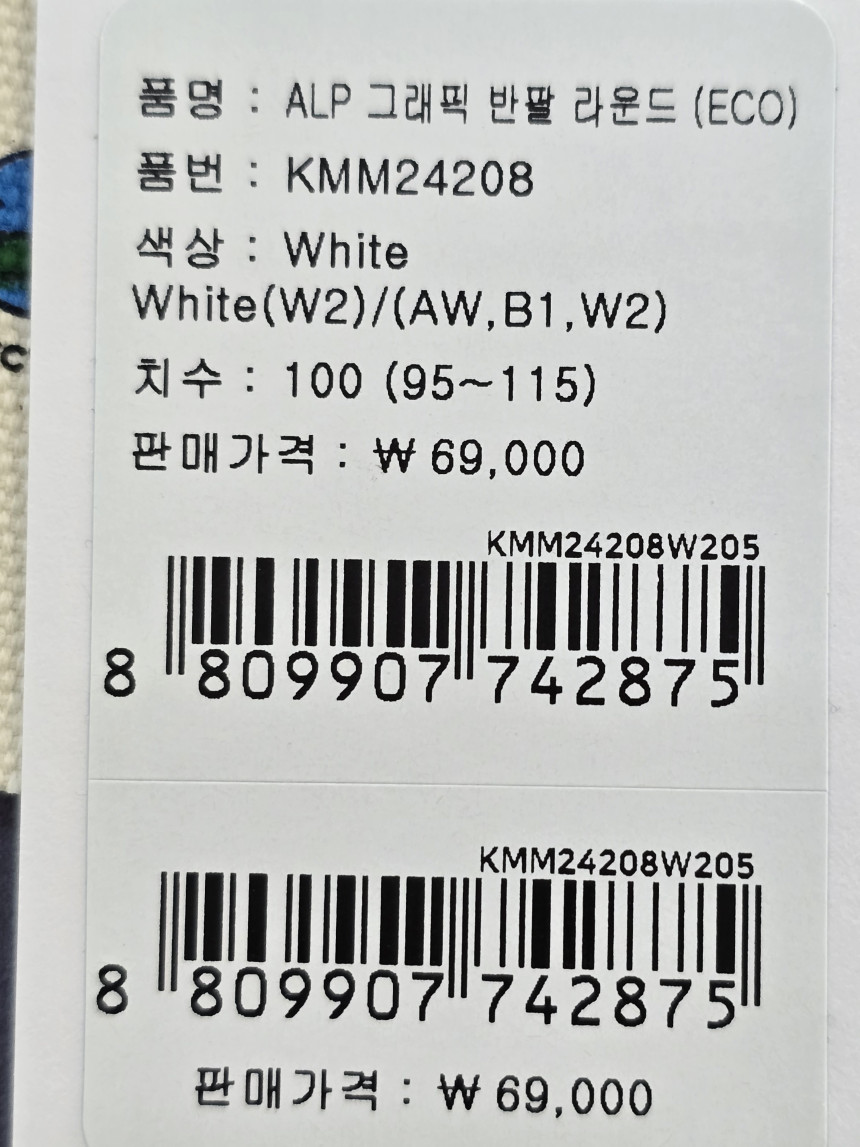 품명 : ALP 그래픽 반팔 라운드 (ECO)
품번 : KMM24208
색상 : White
White(W2)/(AW,B1,W2)
치수 : 100 (95~115)
판매가격 : ₩ 69,000
KMM24208W205
8 809907 742875
KMM24208W205
8 809907 742875
판매가격 : ₩ 69,000